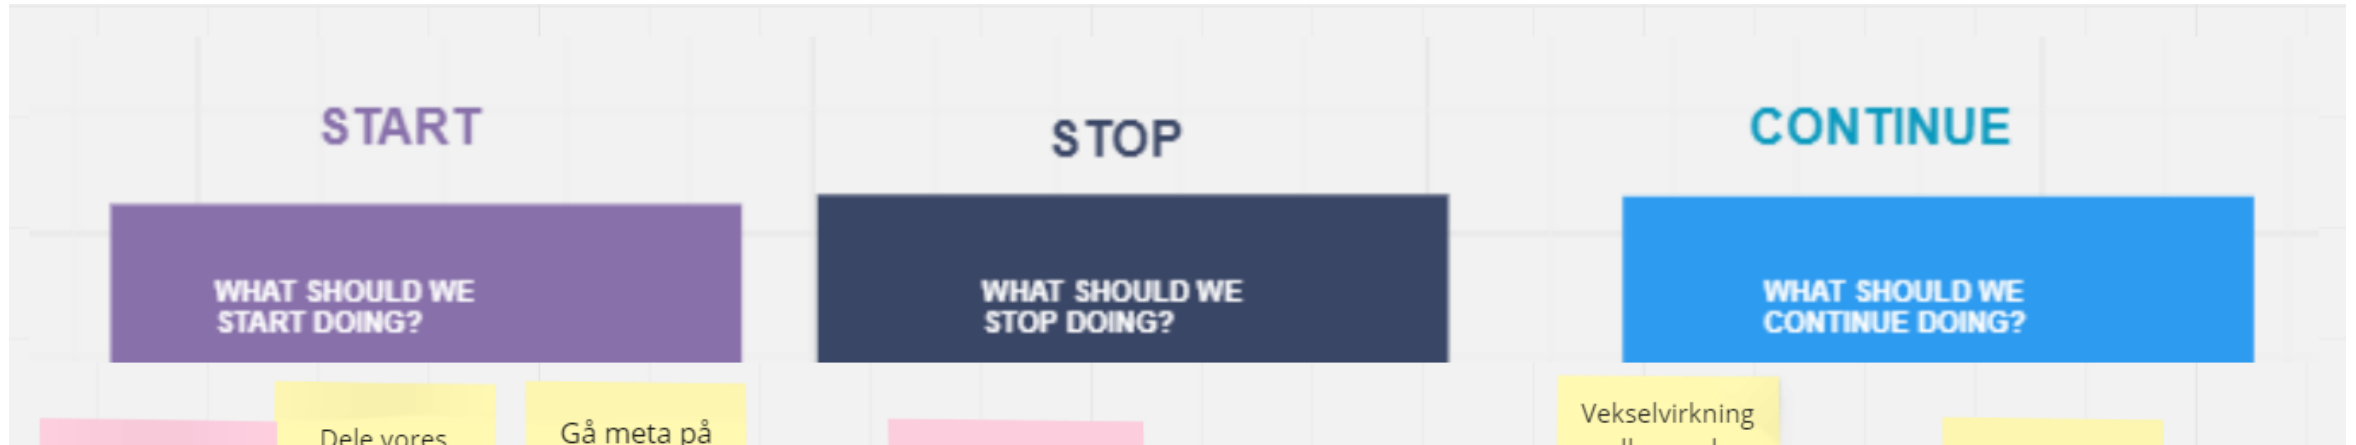 START
STOP
CONTINUE
WHAT SHOULD WE
START DOING?
WHAT SHOULD WE
STOP DOING?
WHAT SHOULD WE
CONTINUE DOING?
Dele vores
Gå meta på
Vekselvirkning